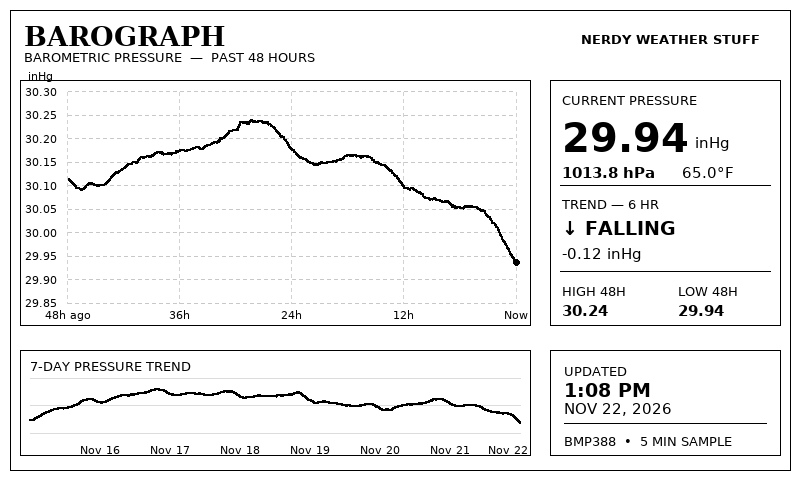 BAROGRAPH
BAROMETRIC PRESSURE — PAST 48 HOURS
NERDY WEATHER STUFF
inHg
30.30
30.25
30.20
30.15
30.10
30.05
30.00
29.95
29.90
29.85
48h ago 36h 24h 12h Now
CURRENT PRESSURE
29.94 inHg
1013.8 hPa 65.0°F
TREND — 6 HR
↓ FALLING
-0.12 inHg
HIGH 48H LOW 48H
30.24 29.94
7-DAY PRESSURE TREND
Nov 16 Nov 17 Nov 18 Nov 19 Nov 20 Nov 21 Nov 22
UPDATED
1:08 PM
NOV 22, 2026
BMP388 • 5 MIN SAMPLE